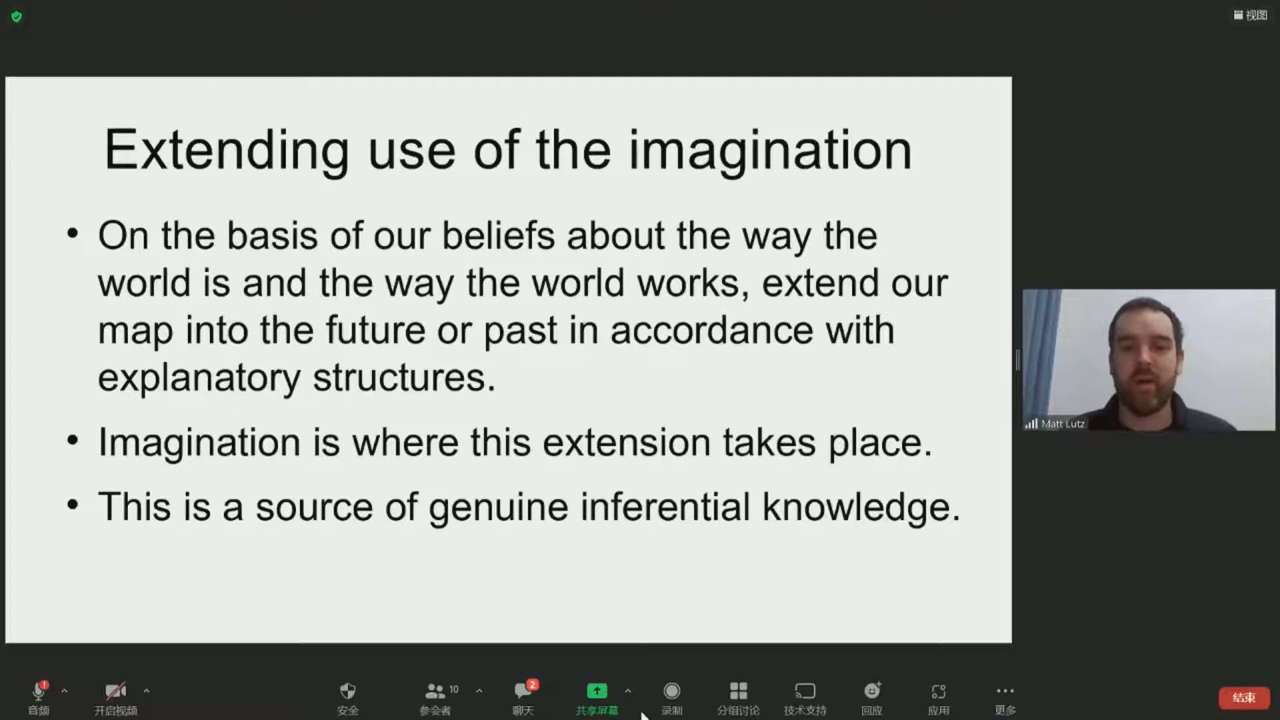 视图
Extending use of the imagination
• On the basis of our beliefs about the way the
world is and the way the world works, extend our
map into the future or past in accordance with
explanatory structures.
• Imagination is where this extension takes place.
• This is a source of genuine inferential knowledge.
Matt Lutz
10
2
音频
开启视频
安全
参会者
聊天
共享屏幕
录制
分组讨论
技术支持
回应
应用
更多
结束